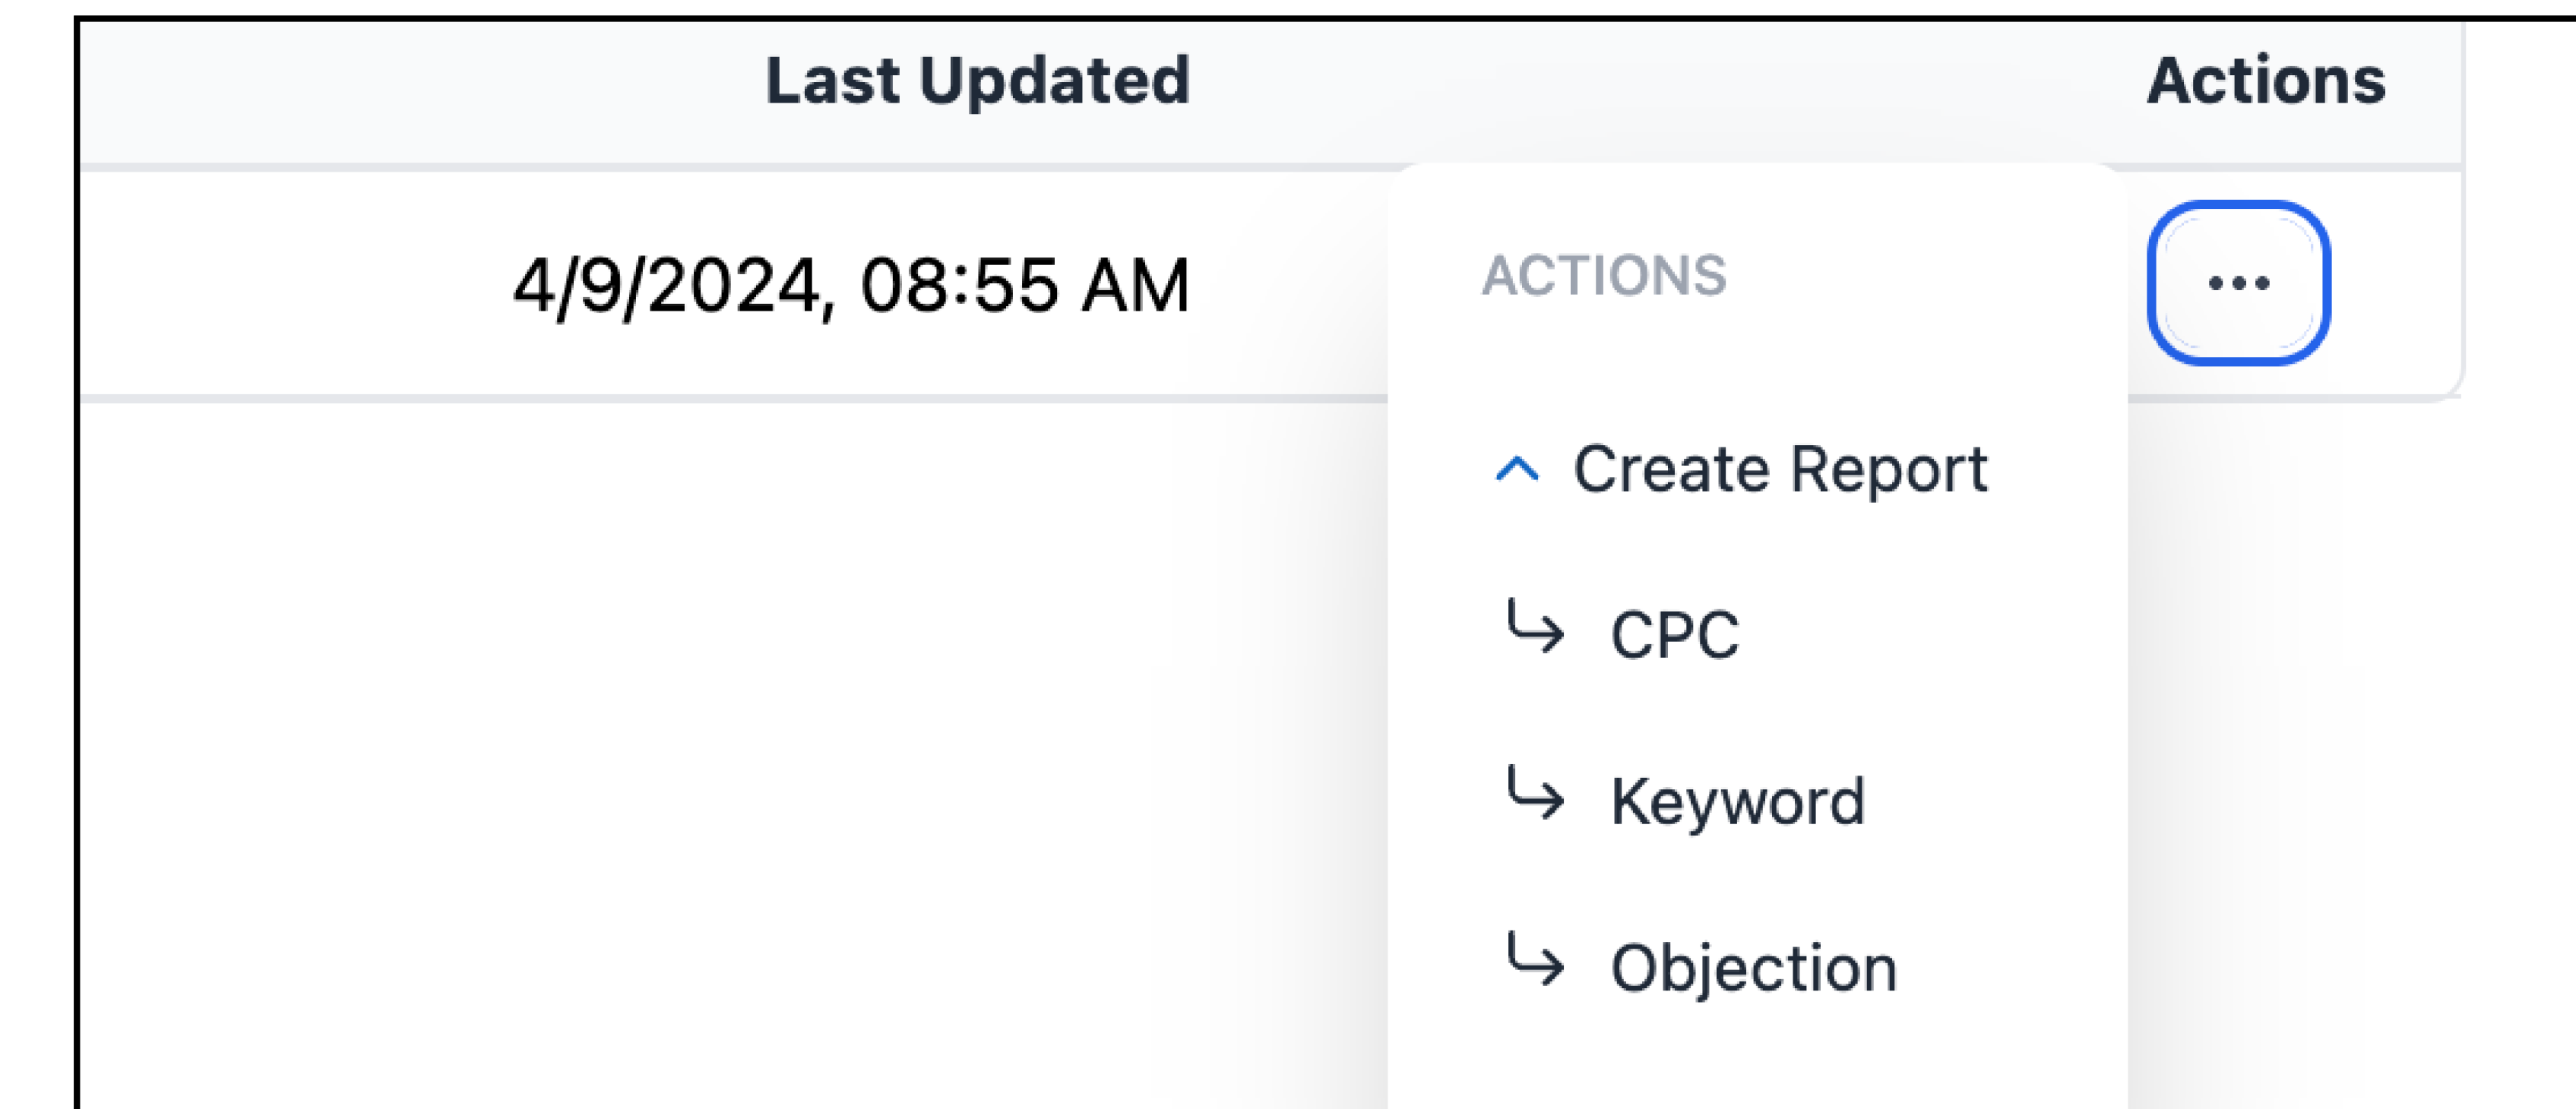 Last Updated
Actions
4/9/2024, 08:55 AM
ACTIONS
Create Report
CPC
Keyword
Objection